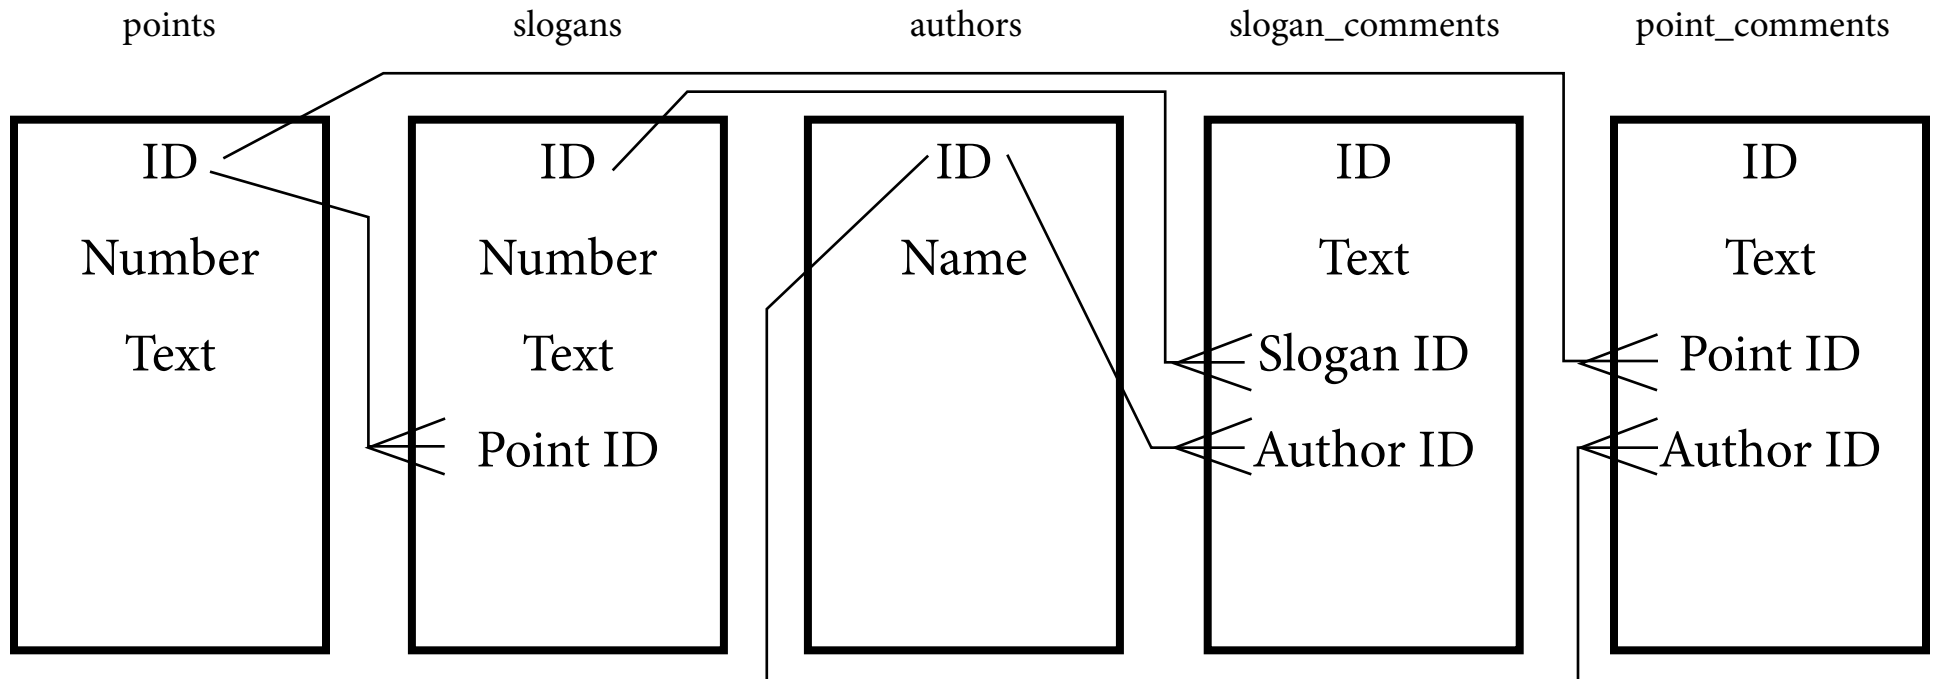 points
slogans
authors
slogan_comments
point_comments
ID
Number
Text
ID
Number
Text
Point ID
ID
Name
ID
Text
Slogan ID
Author ID
ID
Text
Point ID
Author ID